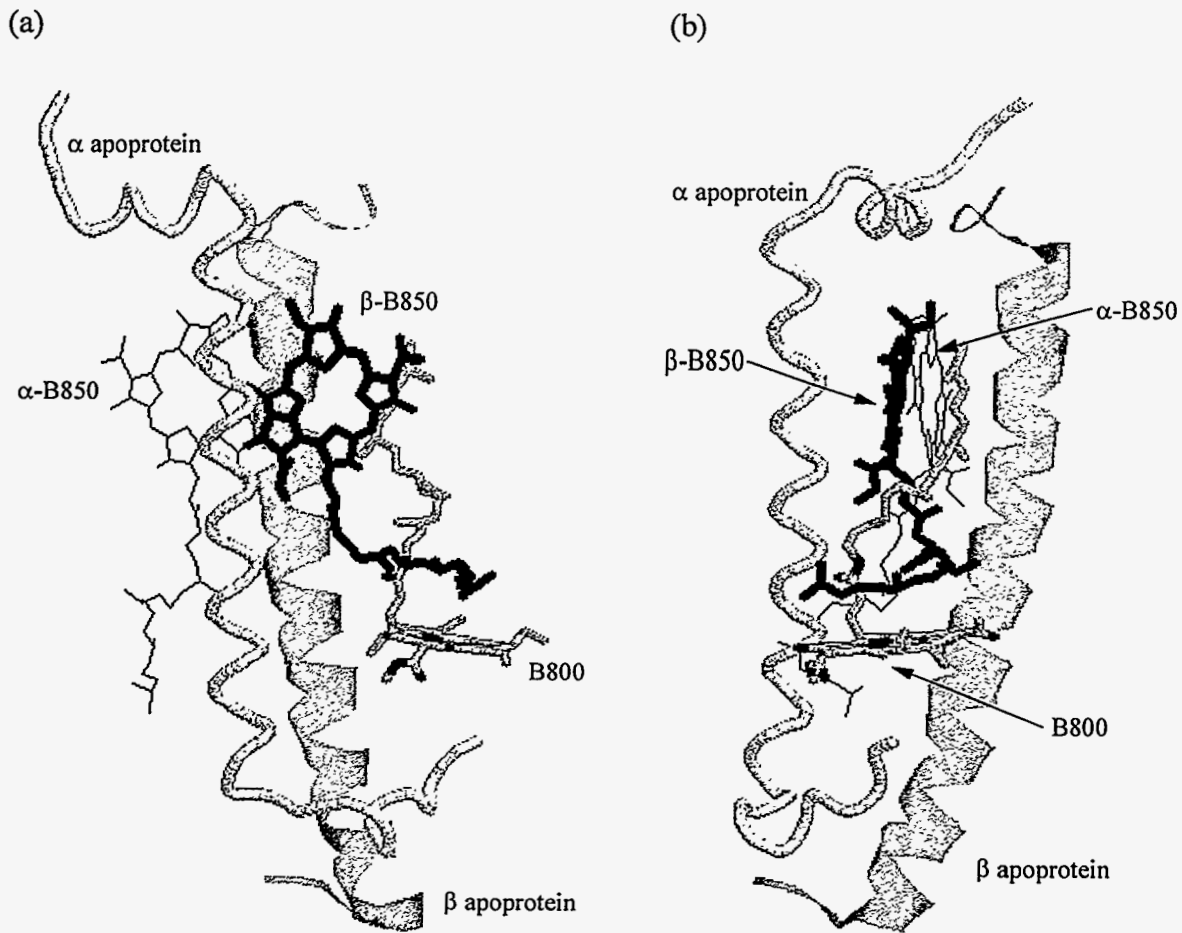 (a)
α apoprotein
β-B850
α-B850
B800
β apoprotein
(b)
α apoprotein
α-B850
β-B850
B800
β apoprotein